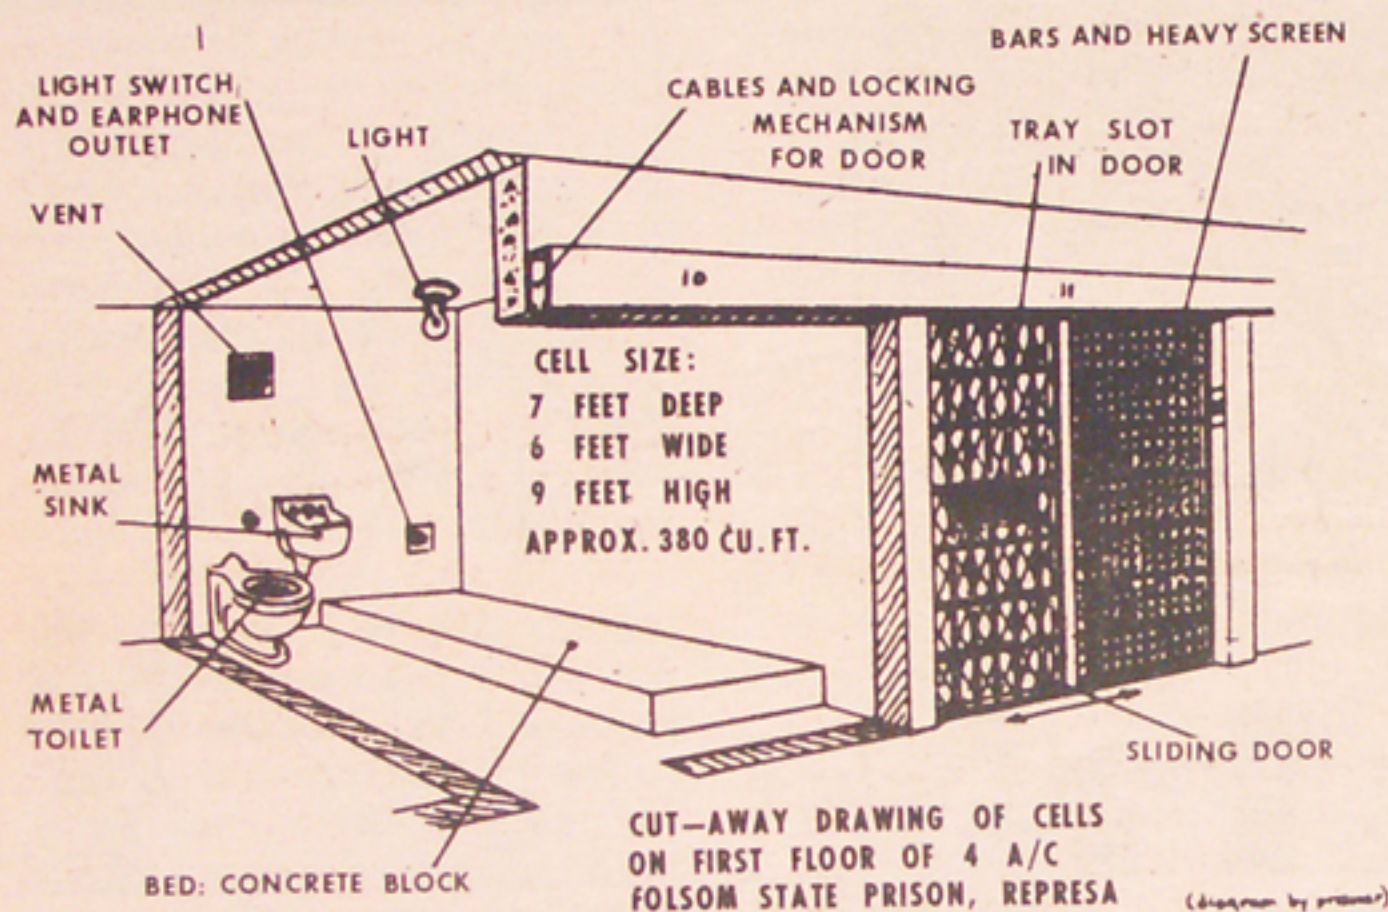 LIGHT SWITCH
AND EARPHONE
OUTLET
LIGHT
VENT
CABLES AND LOCKING
MECHANISM
FOR DOOR
BARS AND HEAVY SCREEN
TRAY SLOT
IN DOOR
10
11
CELL SIZE:
7 FEET DEEP
6 FEET WIDE
9 FEET HIGH
APPROX. 380 CU. FT.
METAL
SINK
METAL
TOILET
SLIDING DOOR
BED: CONCRETE BLOCK
CUT-AWAY DRAWING OF CELLS
ON FIRST FLOOR OF 4 A/C
FOLSOM STATE PRISON, REPRESA
(diagram by prisoner)